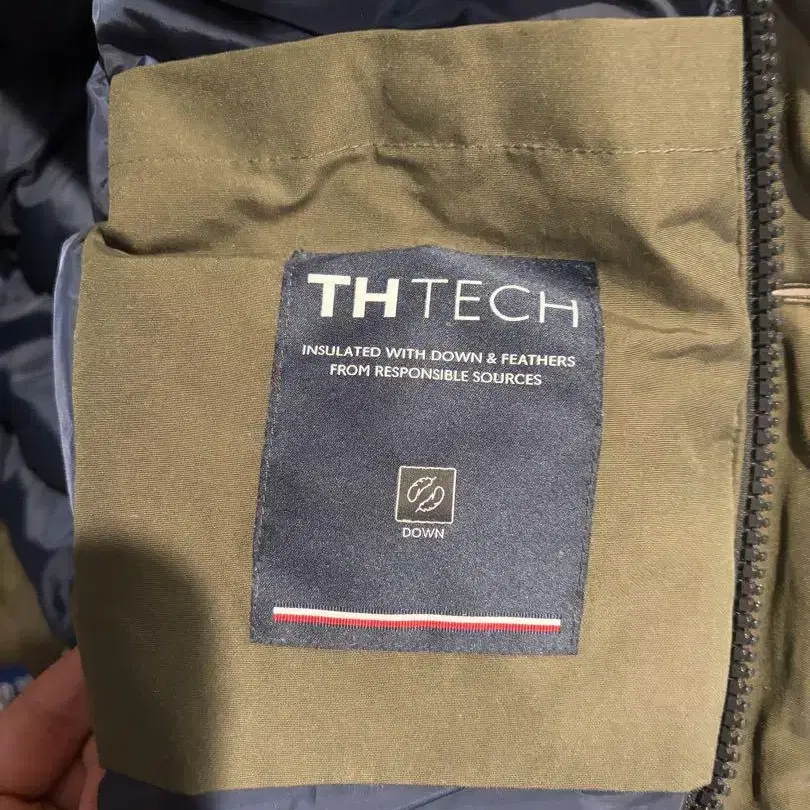 TH TECH
INSULATED WITH DOWN & FEATHERS
FROM RESPONSIBLE SOURCES
DOWN